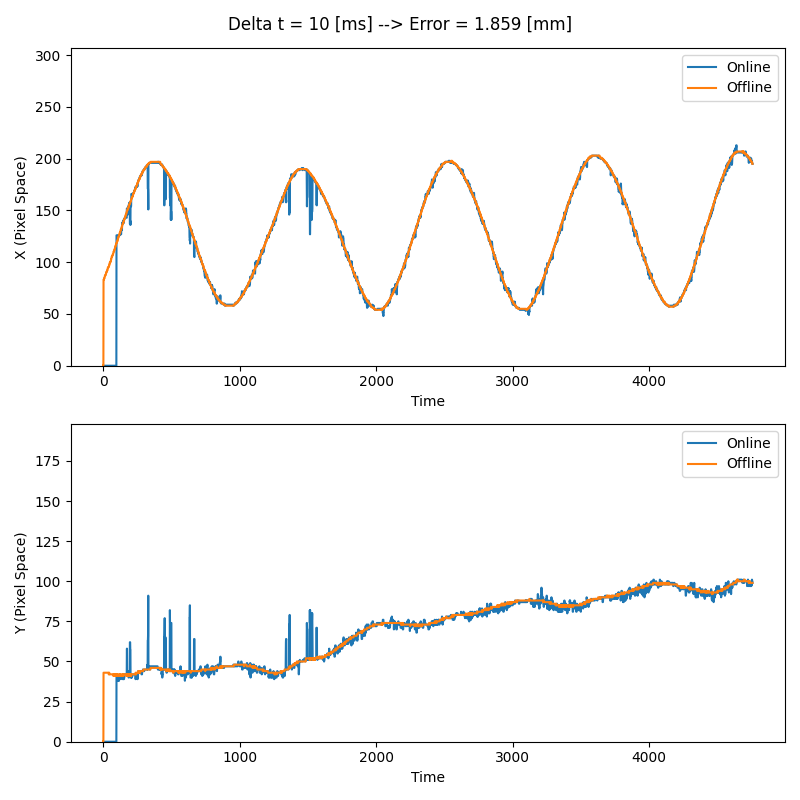 Delta t = 10 [ms] --> Error = 1.859 [mm]
300
250
200
150
100
50
0
X (Pixel Space)
Online
Offline
0 1000 2000 3000 4000
Time
175
150
125
100
75
50
25
0
Y (Pixel Space)
Online
Offline
0 1000 2000 3000 4000
Time